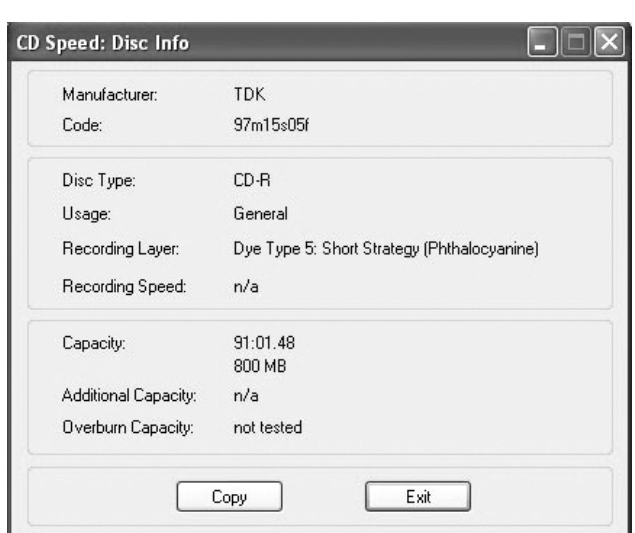 CD Speed: Disc Info
Manufacturer: TDK
Code: 97m15s05f
Disc Type: CD-R
Usage: General
Recording Layer: Dye Type 5: Short Strategy (Phthalocyanine)
Recording Speed: n/a
Capacity: 91:01.48
800 MB
Additional Capacity: n/a
Overburn Capacity: not tested
Copy Exit